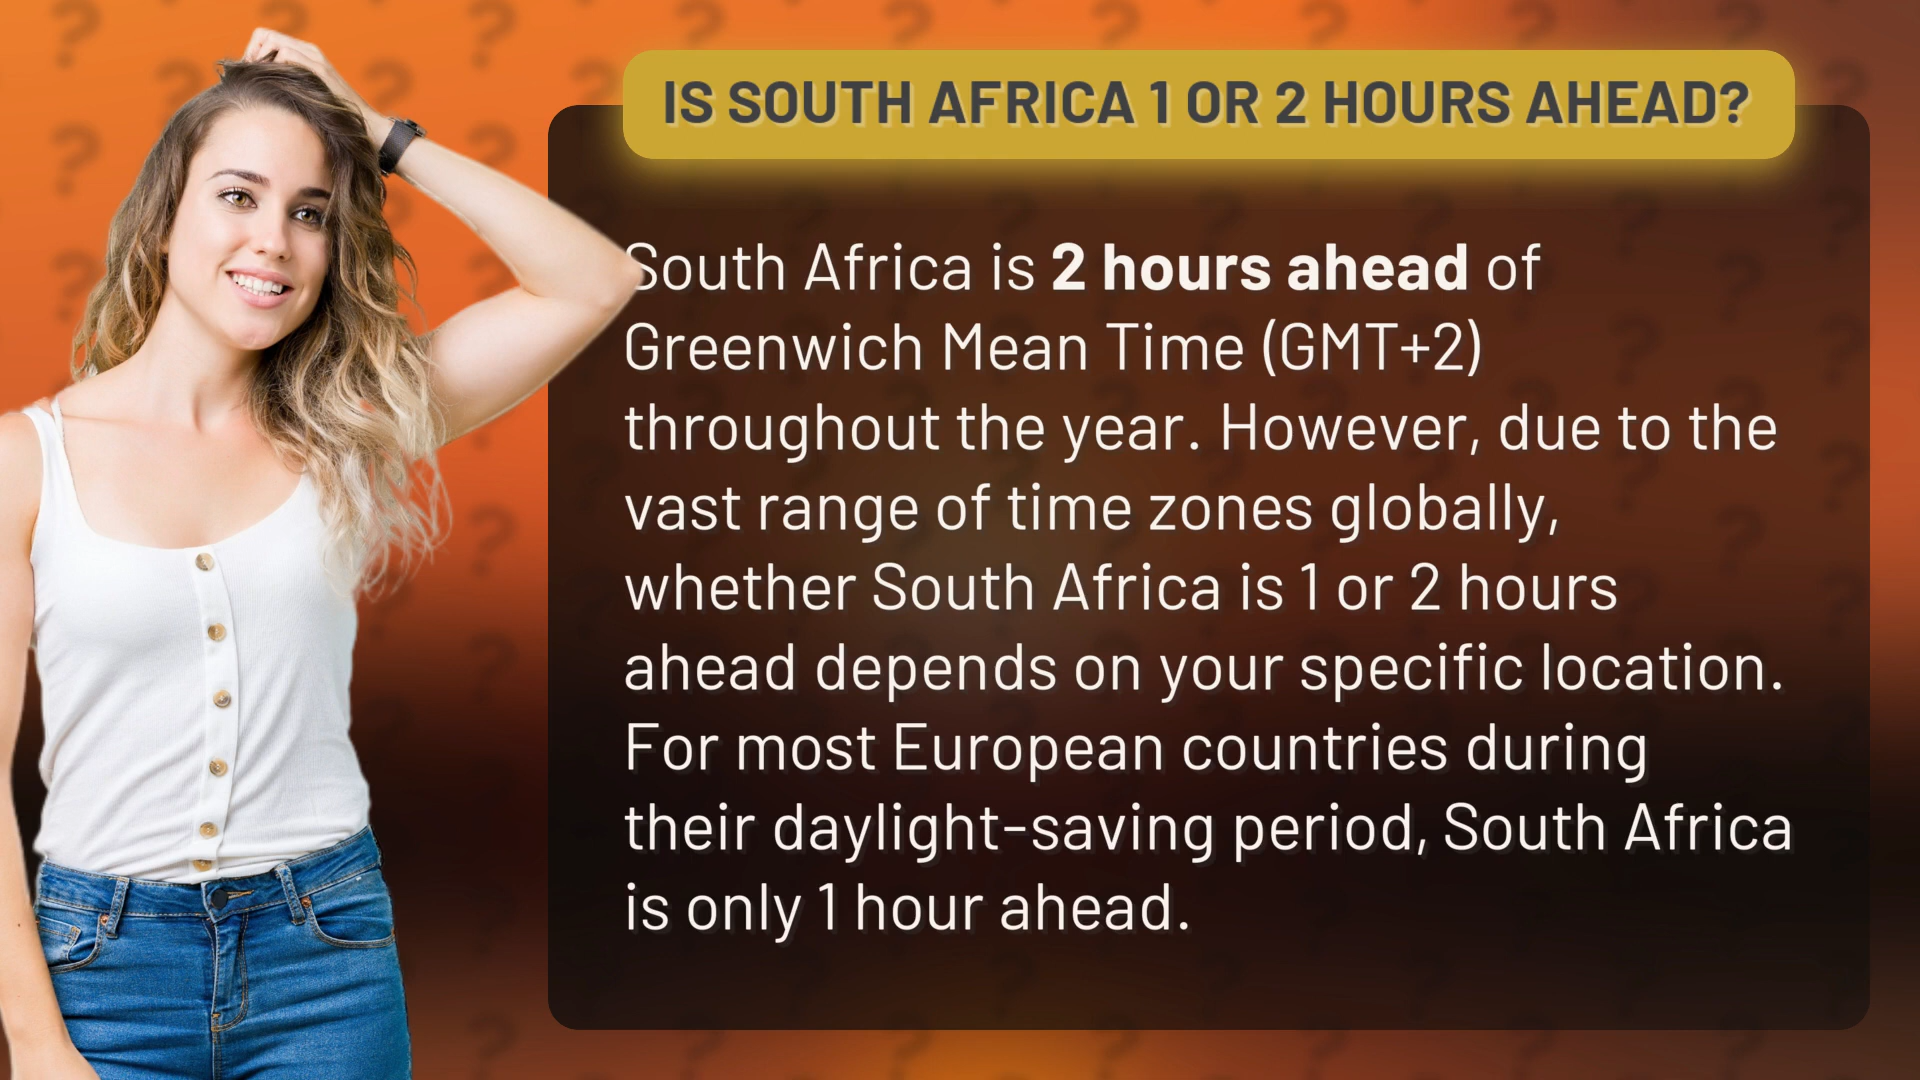 IS SOUTH AFRICA 1 OR 2 HOURS AHEAD?
South Africa is 2 hours ahead of
Greenwich Mean Time (GMT+2)
throughout the year. However, due to the
vast range of time zones globally,
whether South Africa is 1 or 2 hours
ahead depends on your specific location.
For most European countries during
their daylight-saving period, South Africa
is only 1 hour ahead.